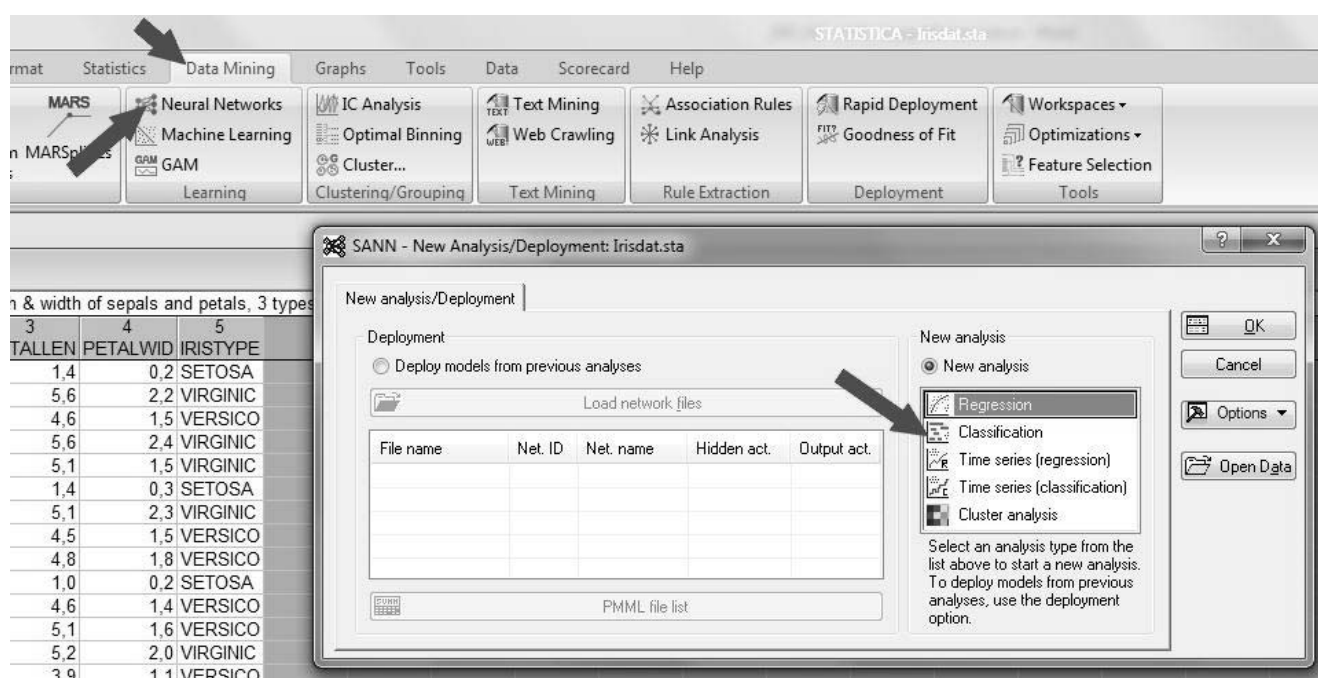 STATISTICA - Irisdat.sta
rmat Statistics Data Mining Graphs Tools Data Scorecard Help
MARS Neural Networks IC Analysis Text Mining Association Rules Rapid Deployment Workspaces
Machine Learning Optimal Binning Web Crawling Link Analysis Goodness of Fit Optimizations
GAM GAM Cluster... Feature Selection
Learning Clustering/Grouping Text Mining Rule Extraction Deployment Tools
SANN - New Analysis/Deployment: Irisdat.sta
New analysis/Deployment
Deployment
Deploy models from previous analyses
Load network files
File name Net. ID Net. name Hidden act. Output act.
PMML file list
New analysis
New analysis
Regression
Classification
Time series (regression)
Time series (classification)
Cluster analysis
Select an analysis type from the
list above to start a new analysis.
To deploy models from previous
analyses, use the deployment
option.
OK
Cancel
Options
Open Data
n & width of sepals and petals, 3 types
3 4 5
TALLEN PETALWID IRISTYPE
1,4 0,2 SETOSA
5,6 2,2 VIRGINIC
4,6 1,5 VERSICO
5,6 2,4 VIRGINIC
5,1 1,5 VIRGINIC
1,4 0,3 SETOSA
5,1 2,3 VIRGINIC
4,5 1,5 VERSICO
4,8 1,8 VERSICO
1,0 0,2 SETOSA
4,6 1,4 VERSICO
5,1 1,6 VERSICO
5,2 2,0 VIRGINIC
3,9 1,1 VERSICO